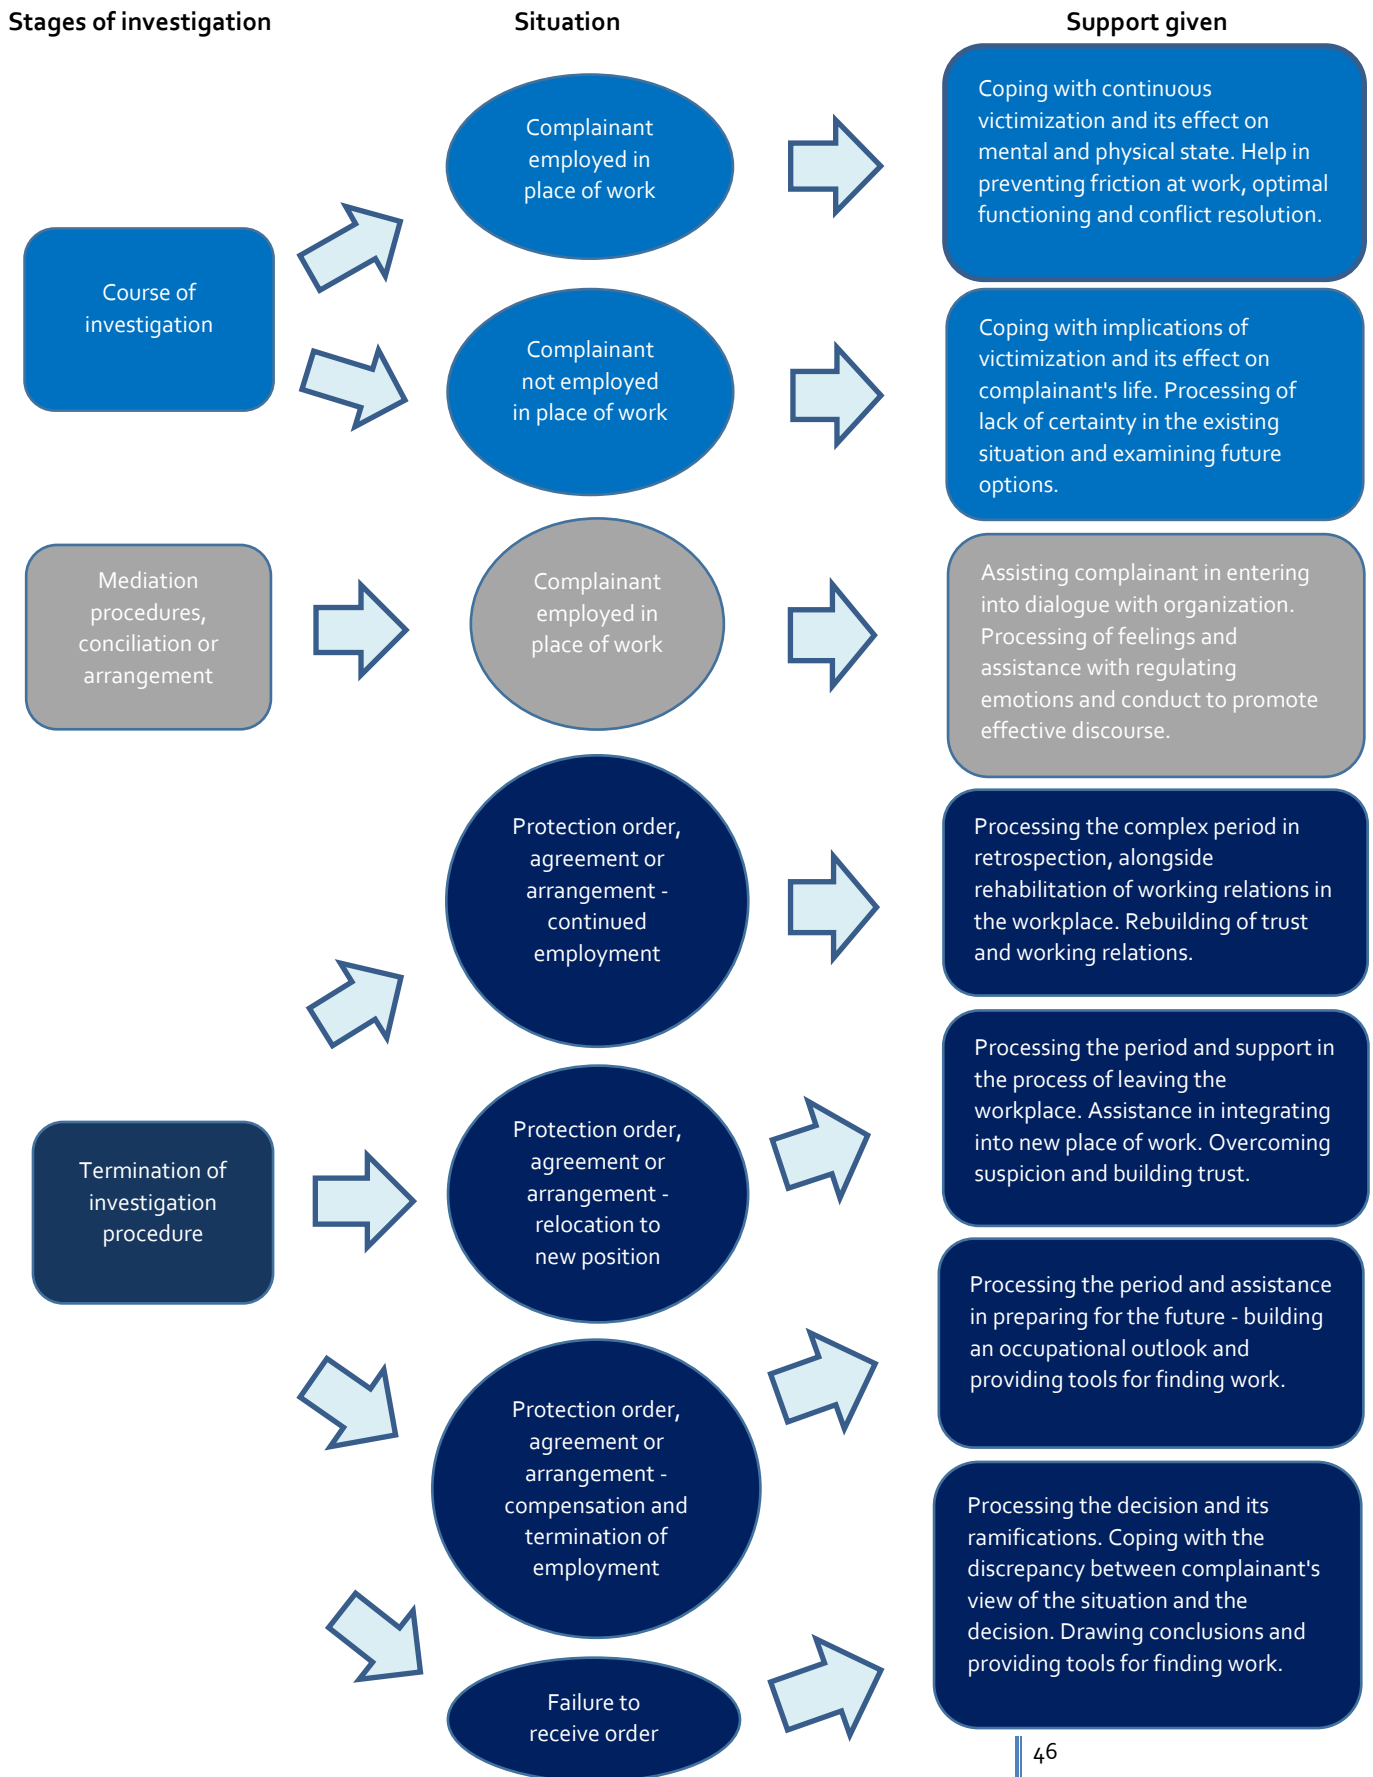 Stages of investigation
Situation
Support given
Complainant
employed in
place of work
Coping with continuous
victimization and its effect on
mental and physical state. Help in
preventing friction at work, optimal
functioning and conflict resolution.
Course of
investigation
Complainant
not employed
in place of work
Coping with implications of
victimization and its effect on
complainant's life. Processing of
lack of certainty in the existing
situation and examining future
options.
Mediation
procedures,
conciliation or
arrangement
Complainant
employed in
place of work
Assisting complainant in entering
into dialogue with organization.
Processing of feelings and
assistance with regulating
emotions and conduct to promote
effective discourse.
Protection order,
agreement or
arrangement -
continued
employment
Processing the complex period in
retrospection, alongside
rehabilitation of working relations in
the workplace. Rebuilding of trust
and working relations.
Termination of
investigation
procedure
Protection order,
agreement or
arrangement -
relocation to
new position
Processing the period and support in
the process of leaving the
workplace. Assistance in integrating
into new place of work. Overcoming
suspicion and building trust.
Protection order,
agreement or
arrangement -
compensation and
termination of
employment
Processing the period and assistance
in preparing for the future - building
an occupational outlook and
providing tools for finding work.
Failure to
receive order
Processing the decision and its
ramifications. Coping with the
discrepancy between complainant's
view of the situation and the
decision. Drawing conclusions and
providing tools for finding work.
46